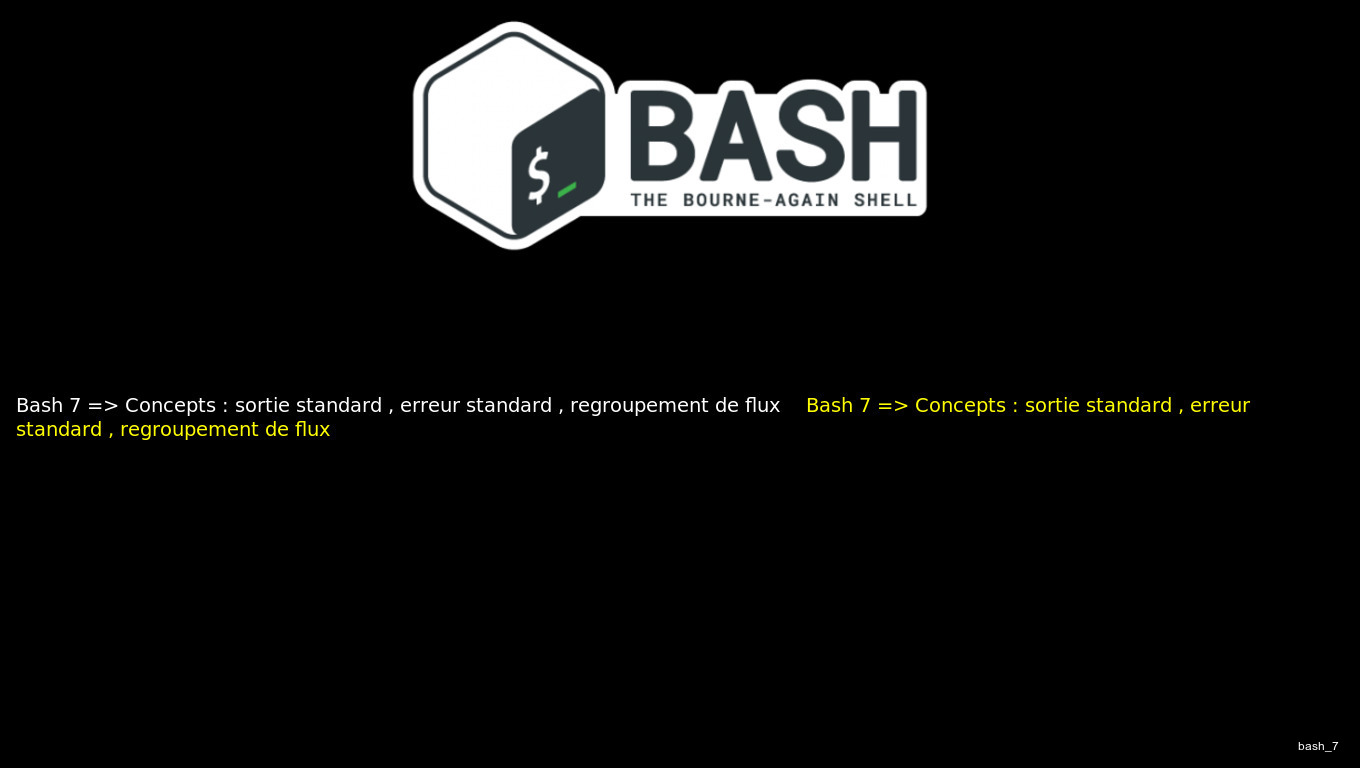 $_
BASH
THE BOURNE-AGAIN SHELL
Bash 7 => Concepts : sortie standard , erreur standard , regroupement de flux Bash 7 => Concepts : sortie standard , erreur
standard , regroupement de flux
bash_7